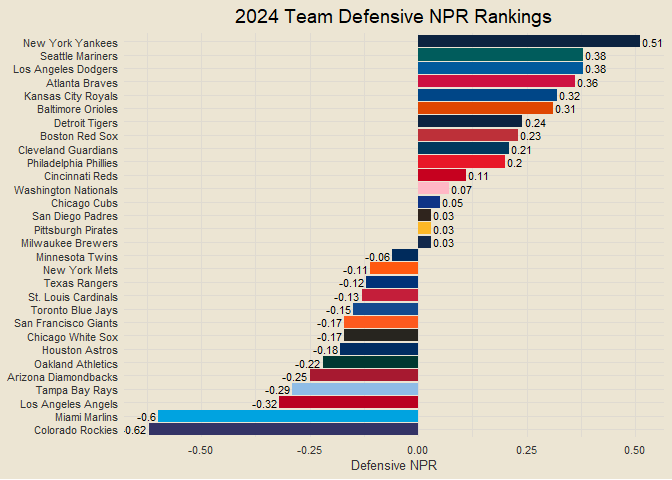 2024 Team Defensive NPR Rankings
New York Yankees 0.51
Seattle Mariners 0.38
Los Angeles Dodgers 0.38
Atlanta Braves 0.36
Kansas City Royals 0.32
Baltimore Orioles 0.31
Detroit Tigers 0.24
Boston Red Sox 0.23
Cleveland Guardians 0.21
Philadelphia Phillies 0.2
Cincinnati Reds 0.11
Washington Nationals 0.07
Chicago Cubs 0.05
San Diego Padres 0.03
Pittsburgh Pirates 0.03
Milwaukee Brewers 0.03
Minnesota Twins -0.06
New York Mets -0.11
Texas Rangers -0.12
St. Louis Cardinals -0.13
Toronto Blue Jays -0.15
San Francisco Giants -0.17
Chicago White Sox -0.17
Houston Astros -0.18
Oakland Athletics -0.22
Arizona Diamondbacks -0.25
Tampa Bay Rays -0.29
Los Angeles Angels -0.32
Miami Marlins -0.6
Colorado Rockies -0.62
-0.50 -0.25 0.00 0.25 0.50
Defensive NPR